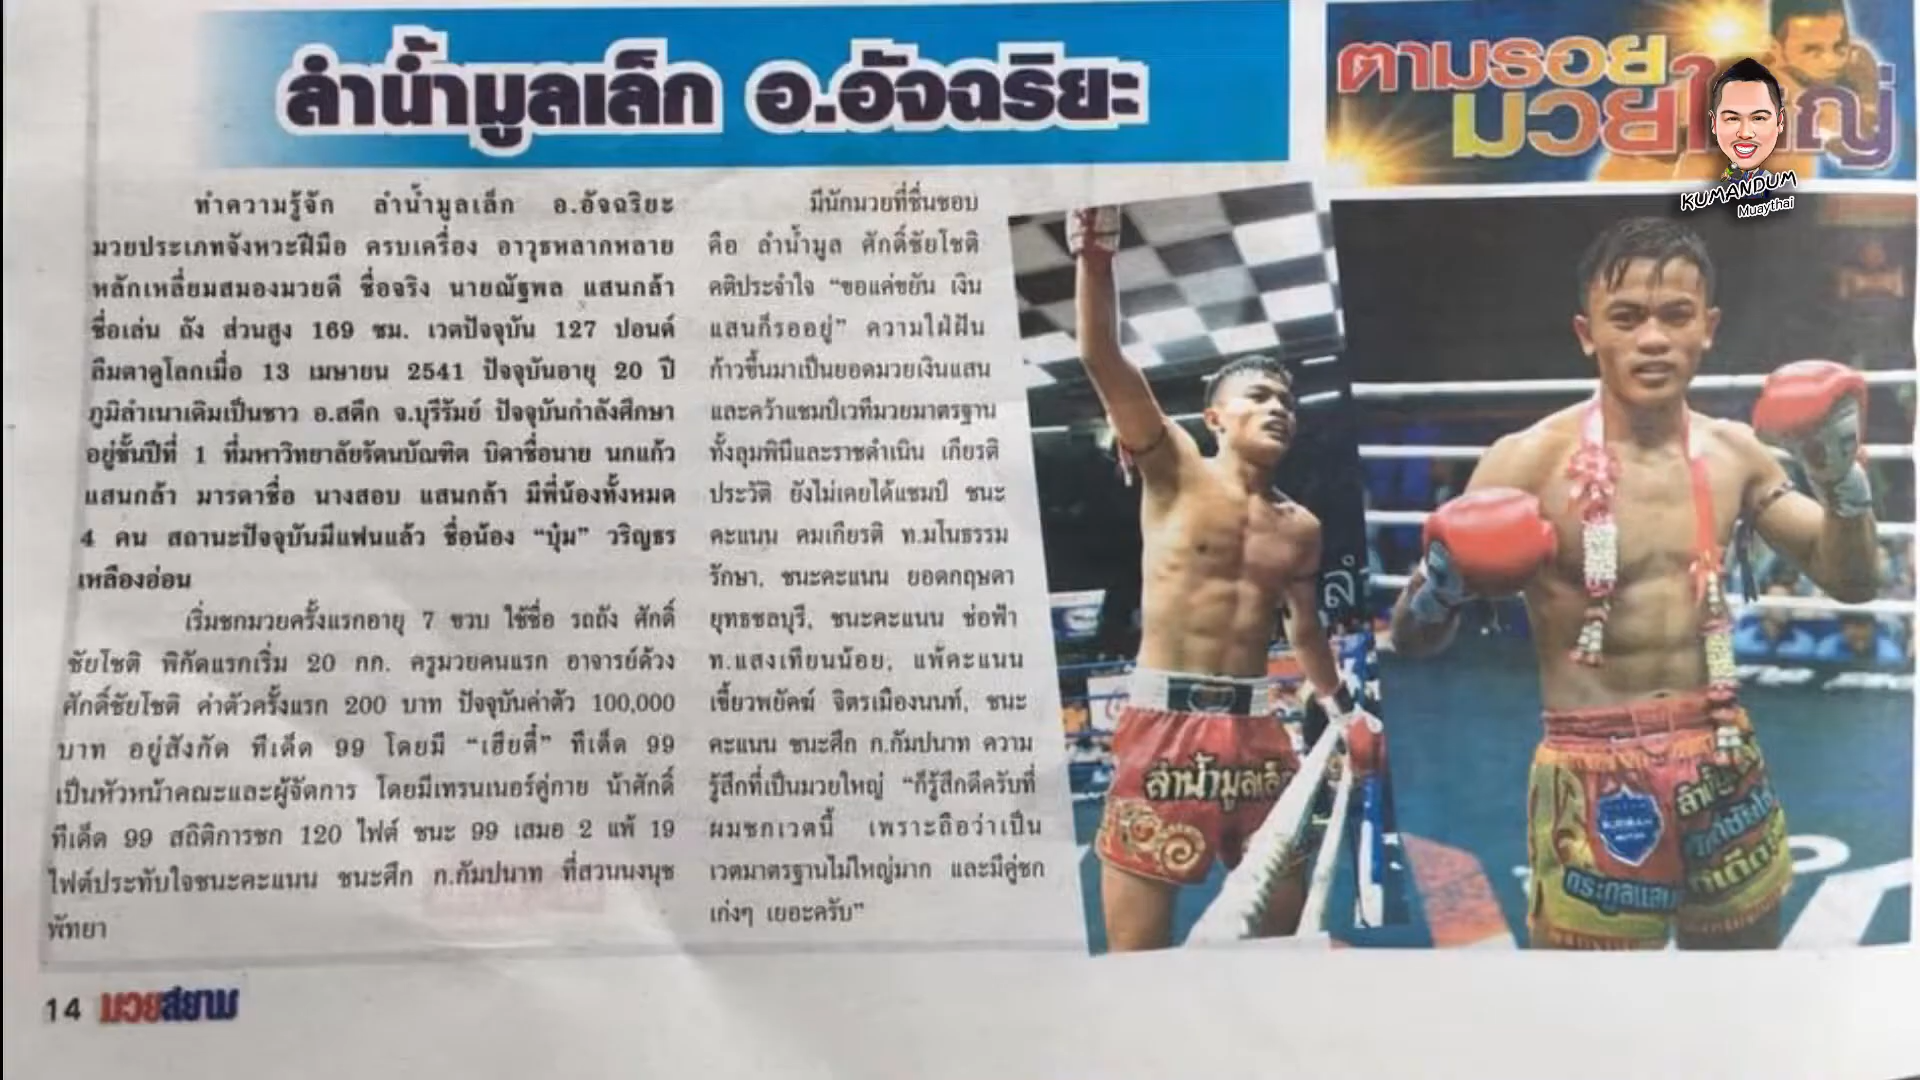 ลำน้ำมูลเล็ก อ.อัจฉริยะ
ตามรอย
มวยใหญ่
KUMANDUM
Muaythai
ทำความรู้จัก ลำน้ำมูลเล็ก อ.อัจฉริยะ
มวยประเภทจังหวะฝีมือ ครบเครื่อง อาวุธหลากหลาย
หลักเหลี่ยมสมองมวยดี ชื่อจริง นายณัฐพล แสนกล้า
ชื่อเล่น ถัง ส่วนสูง 169 ซม. เวตปัจจุบัน 127 ปอนด์
ลืมตาดูโลกเมื่อ 13 เมษายน 2541 ปัจจุบันอายุ 20 ปี
ภูมิลำเนาเดิมเป็นชาว อ.สตึก จ.บุรีรัมย์ ปัจจุบันกำลังศึกษา
อยู่ชั้นปีที่ 1 ที่มหาวิทยาลัยรัตนบัณฑิต บิดาชื่อนาย นกแก้ว
แสนกล้า มารดาชื่อ นางสอบ แสนกล้า มีพี่น้องทั้งหมด
4 คน สถานะปัจจุบันมีแฟนแล้ว ชื่อน้อง “บุ๋ม” วริญธร
เหลืองอ่อน
เริ่มชกมวยครั้งแรกอายุ 7 ขวบ ใช้ชื่อ รถถัง ศักดิ์
ชัยโชติ พิกัดแรกเริ่ม 20 กก. ครูมวยคนแรก อาจารย์ด้วง
ศักดิ์ชัยโชติ ค่าตัวครั้งแรก 200 บาท ปัจจุบันค่าตัว 100,000
บาท อยู่สังกัด ทีเด็ด 99 โดยมี “เฮียตี๋” ทีเด็ด 99
เป็นหัวหน้าคณะและผู้จัดการ โดยมีเทรนเนอร์คู่กาย น้าศักดิ์
ทีเด็ด 99 สถิติการชก 120 ไฟต์ ชนะ 99 เสมอ 2 แพ้ 19
ไฟต์ประทับใจชนะคะแนน ชนะศึก ก.กัมปนาท ที่สวนนงนุช
พัทยา
มีนักมวยที่ชื่นชอบ
คือ ลำน้ำมูล ศักดิ์ชัยโชติ
คติประจำใจ “ขอแค่ขยัน เงิน
แสนก็รออยู่” ความใฝ่ฝัน
ก้าวขึ้นมาเป็นยอดมวยเงินแสน
และคว้าแชมป์เวทีมวยมาตรฐาน
ทั้งลุมพินีและราชดำเนิน เกียรติ
ประวัติ ยังไม่เคยได้แชมป์ ชนะ
คะแนน คมเกียรติ ท.มโนธรรม
รักษา, ชนะคะแนน ยอดกฤษดา
ยุทธชลบุรี, ชนะคะแนน ช่อฟ้า
ท.แสงเทียนน้อย, แพ้คะแนน
เขี้ยวพยัคฆ์ จิตรเมืองนนท์, ชนะ
คะแนน ชนะศึก ก.กัมปนาท ความ
รู้สึกที่เป็นมวยใหญ่ “ก็รู้สึกดีครับที่
ผมชกเวตนี้ เพราะถือว่าเป็น
เวตมาตรฐานไม่ใหญ่มาก และมีคู่ชก
เก่งๆ เยอะครับ”
ลำน้ำมูลเล็ก
14 มวยสยาม